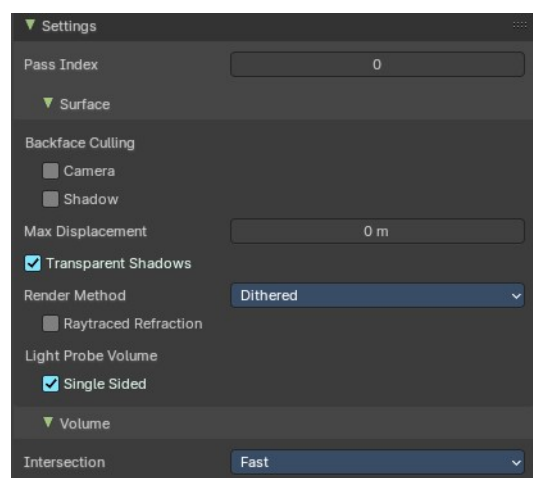 Settings
Pass Index 0
Surface
Backface Culling
Camera
Shadow
Max Displacement 0 m
Transparent Shadows
Render Method Dithered
Raytraced Refraction
Light Probe Volume
Single Sided
Volume
Intersection Fast